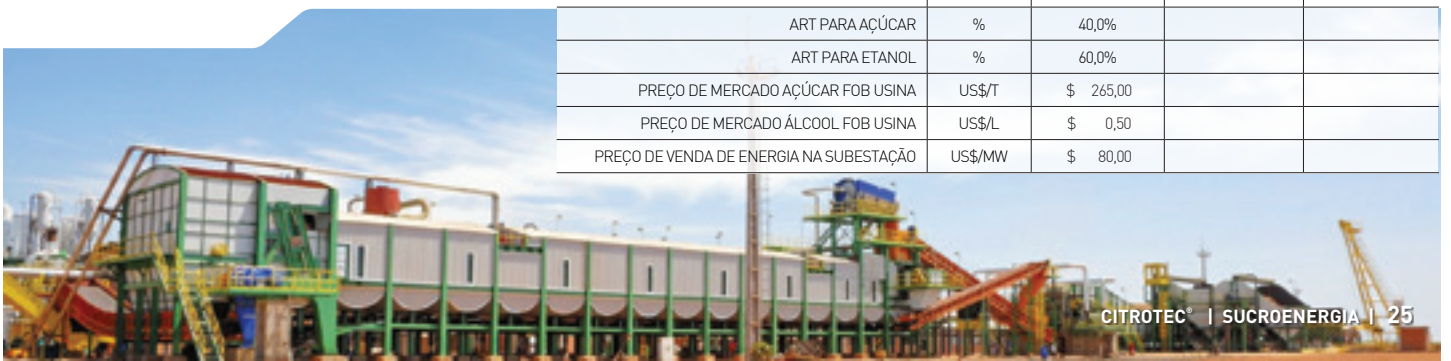 ART PARA AÇÚCAR % 40,0%
ART PARA ETANOL % 60,0%
PREÇO DE MERCADO AÇÚCAR FOB USINA US$/T $ 265,00
PREÇO DE MERCADO ÁLCOOL FOB USINA US$/L $ 0,50
PREÇO DE VENDA DE ENERGIA NA SUBESTAÇÃO US$/MW $ 80,00
CITROTEC® | SUCROENERGIA | 25